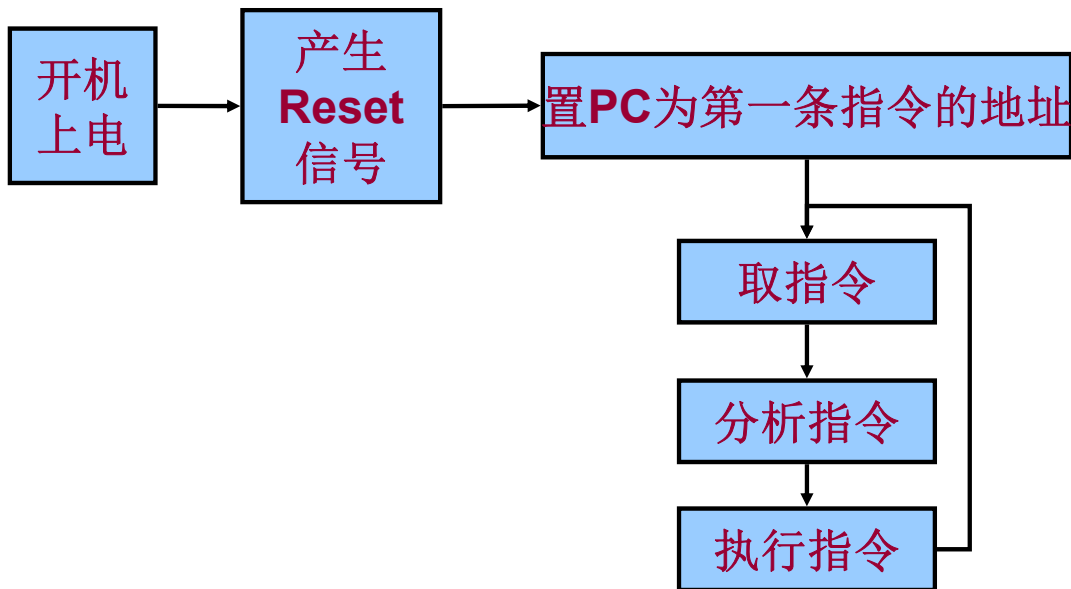 开机
上电
产生
Reset
信号
置PC为第一条指令的地址
取指令
分析指令
执行指令